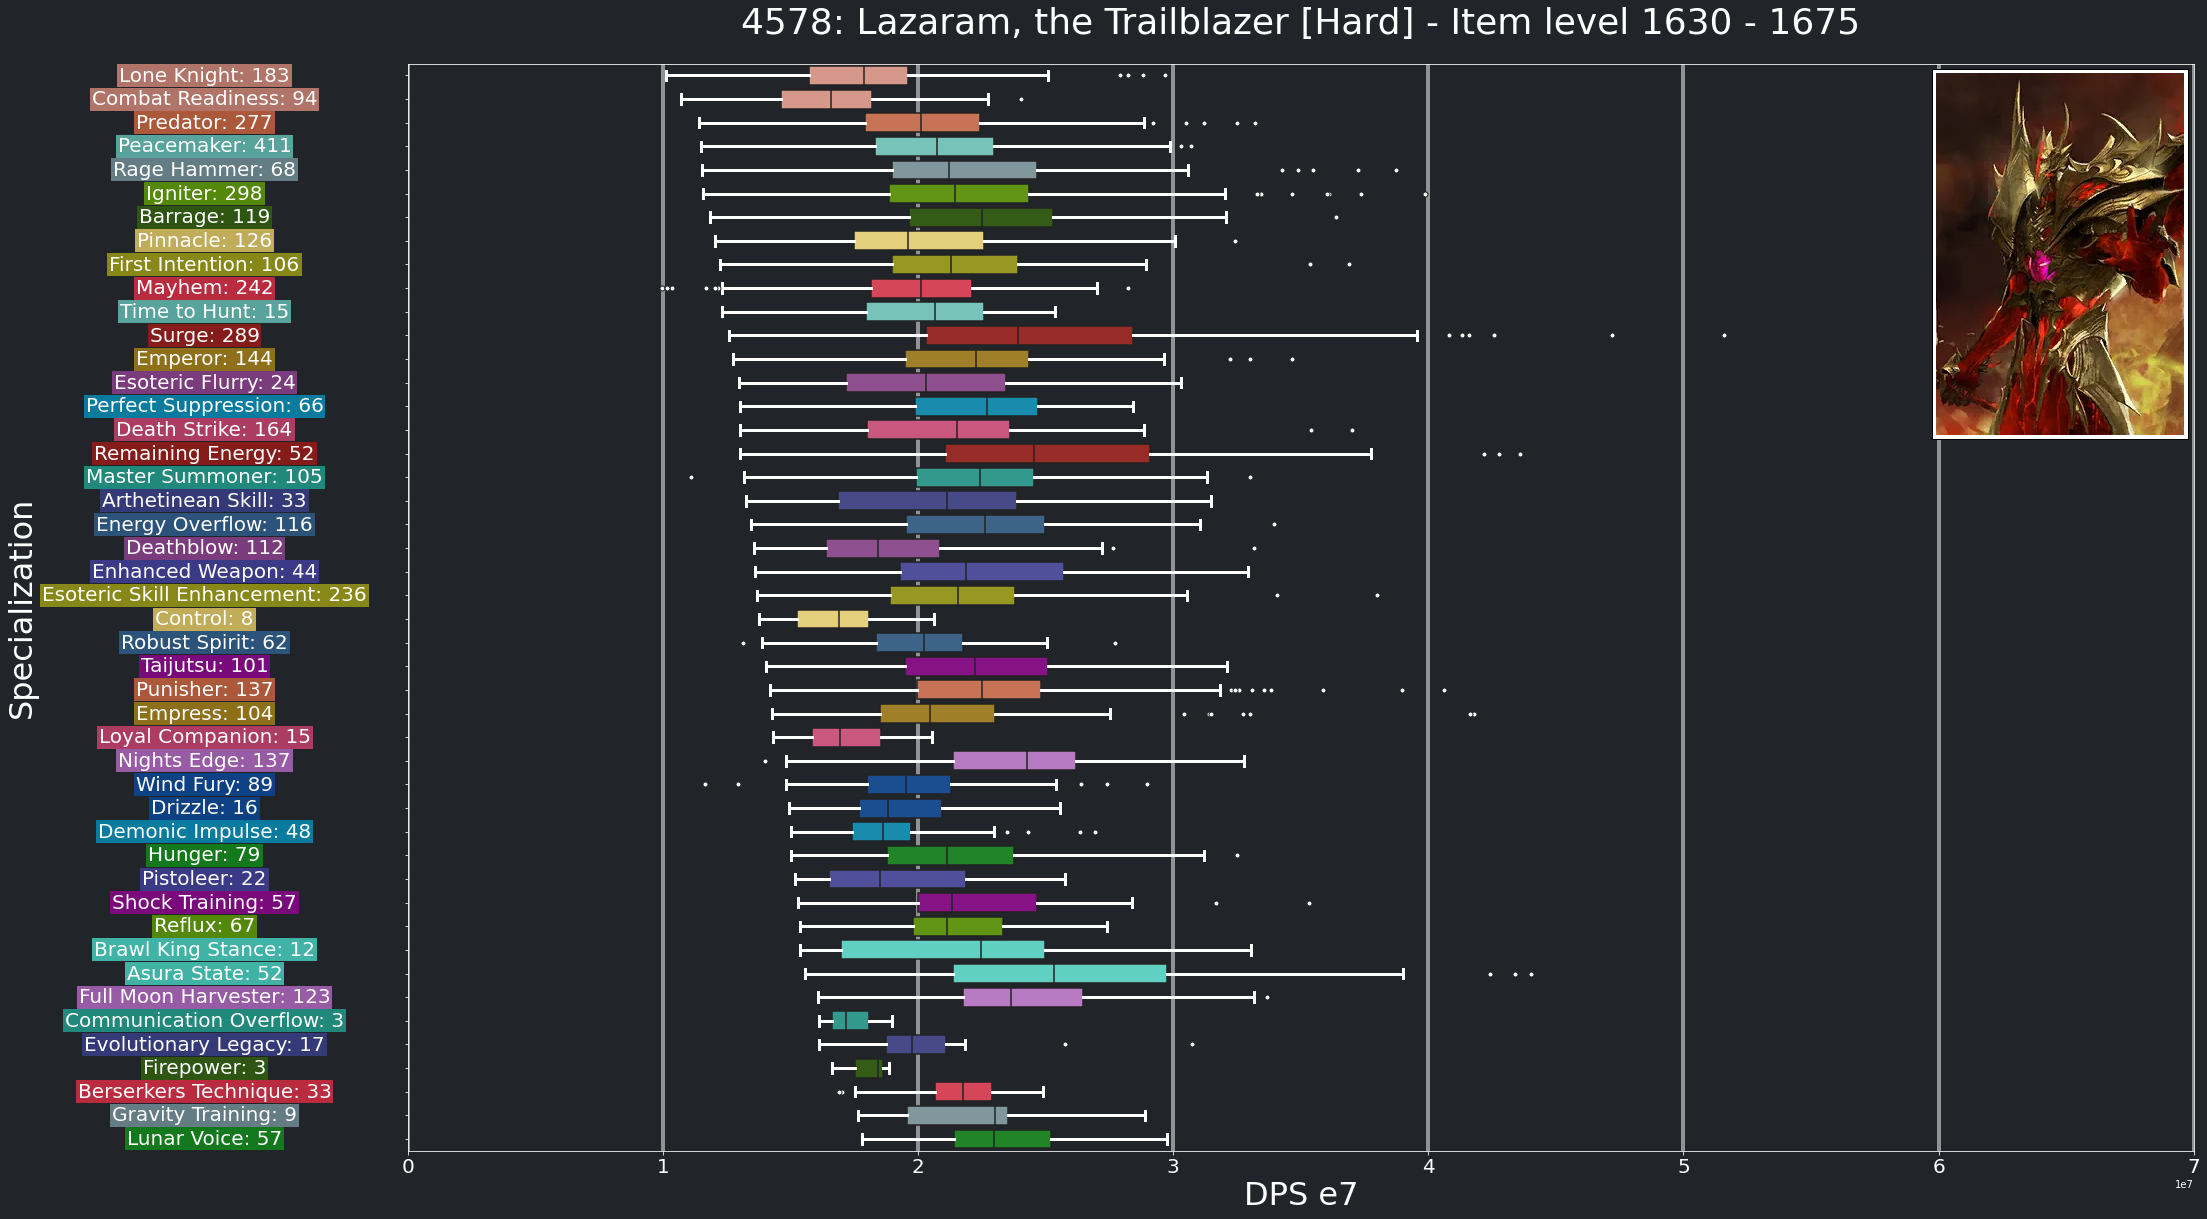 4578: Lazaram, the Trailblazer [Hard] - Item level 1630 - 1675
Specialization
Lone Knight: 183
Combat Readiness: 94
Predator: 277
Peacemaker: 411
Rage Hammer: 68
Igniter: 298
Barrage: 119
Pinnacle: 126
First Intention: 106
Mayhem: 242
Time to Hunt: 15
Surge: 289
Emperor: 144
Esoteric Flurry: 24
Perfect Suppression: 66
Death Strike: 164
Remaining Energy: 52
Master Summoner: 105
Arthetinean Skill: 33
Energy Overflow: 116
Deathblow: 112
Enhanced Weapon: 44
Esoteric Skill Enhancement: 236
Control: 8
Robust Spirit: 62
Taijutsu: 101
Punisher: 137
Empress: 104
Loyal Companion: 15
Nights Edge: 137
Wind Fury: 89
Drizzle: 16
Demonic Impulse: 48
Hunger: 79
Pistoleer: 22
Shock Training: 57
Reflux: 67
Brawl King Stance: 12
Asura State: 52
Full Moon Harvester: 123
Communication Overflow: 3
Evolutionary Legacy: 17
Firepower: 3
Berserkers Technique: 33
Gravity Training: 9
Lunar Voice: 57
0 1 2 3 4 5 6 7
DPS e7
1e7